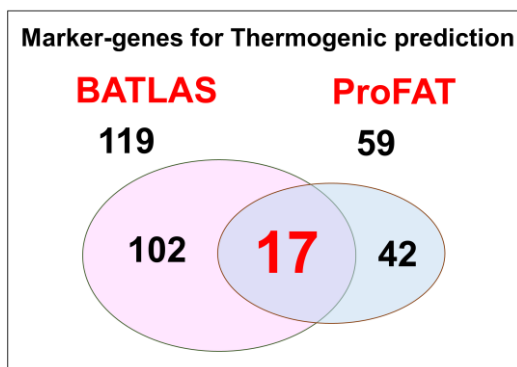 Marker-genes for Thermogenic prediction
BATLAS ProFAT
119 59
102 17 42